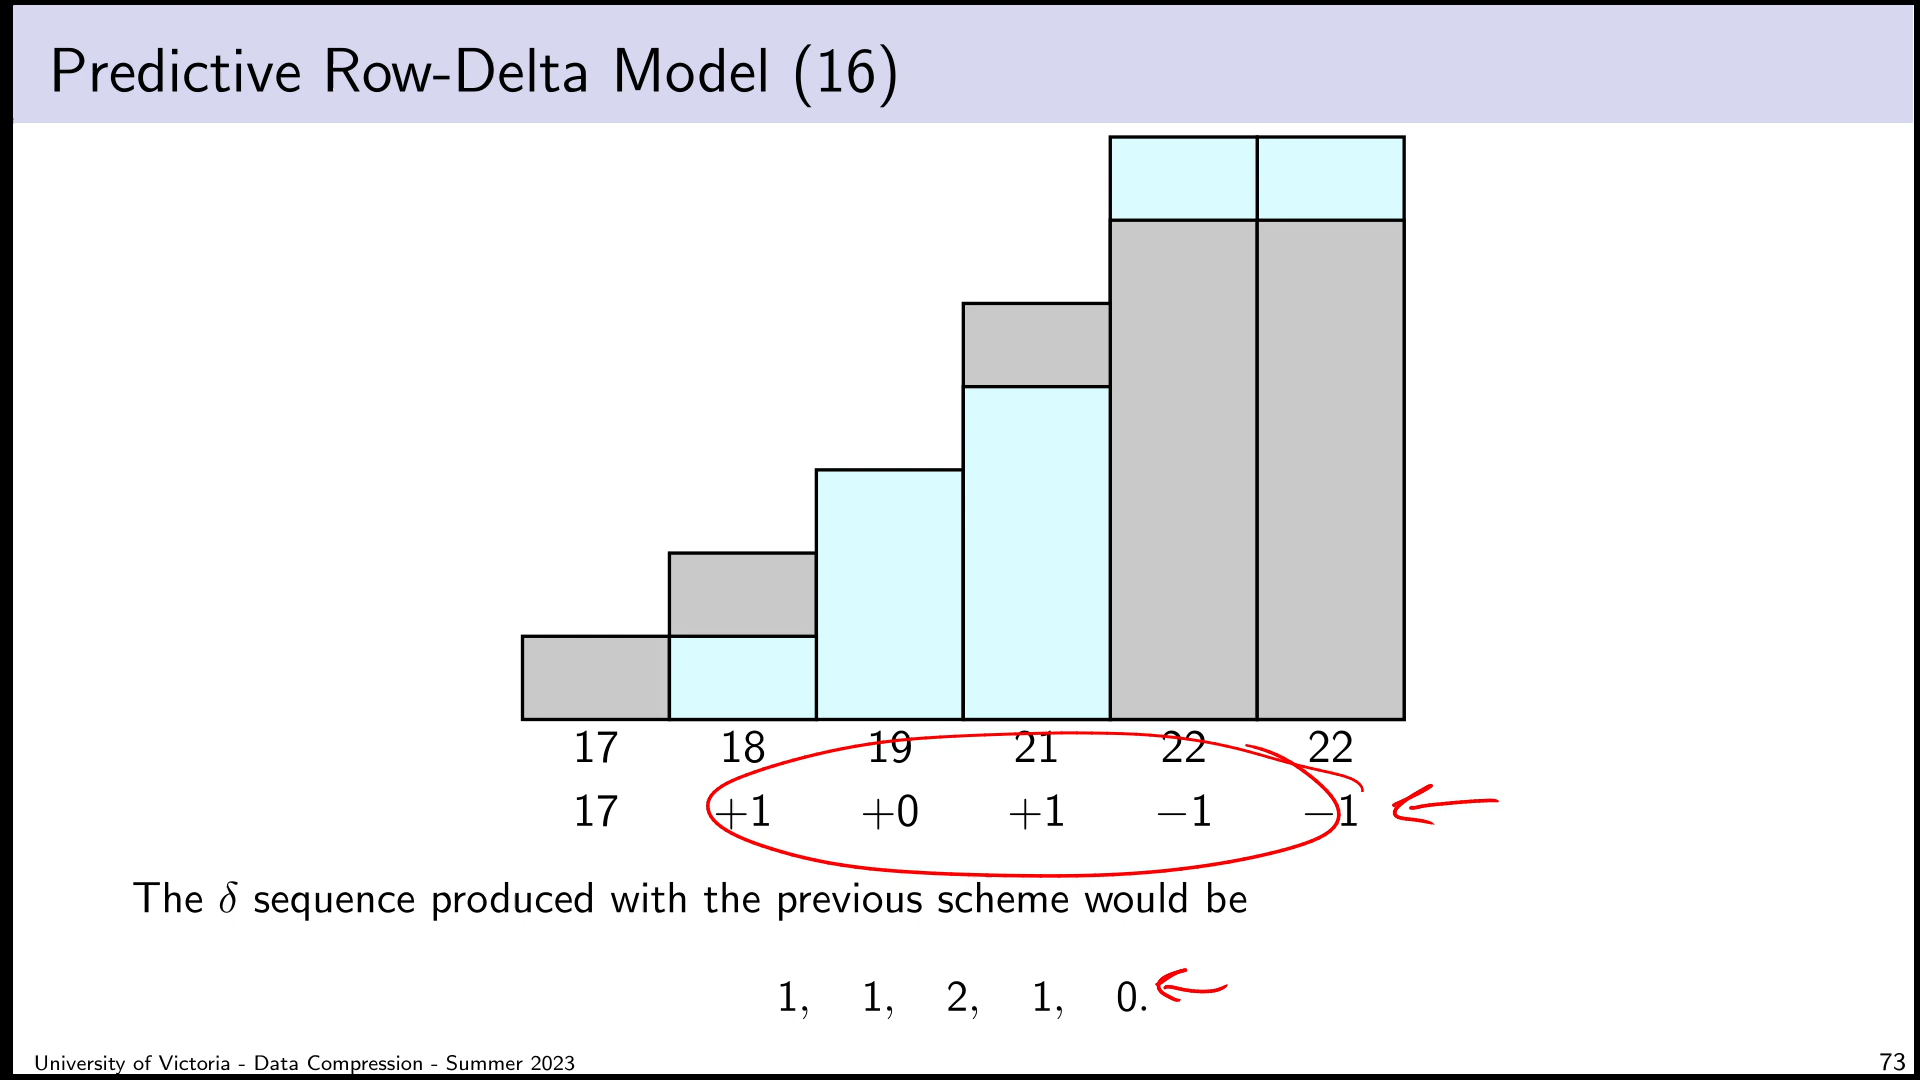 Predictive Row-Delta Model (16)
17 18 19 21 22 22
17 +1 +0 +1 −1 −1
The δ sequence produced with the previous scheme would be
1, 1, 2, 1, 0.
University of Victoria - Data Compression - Summer 2023
73